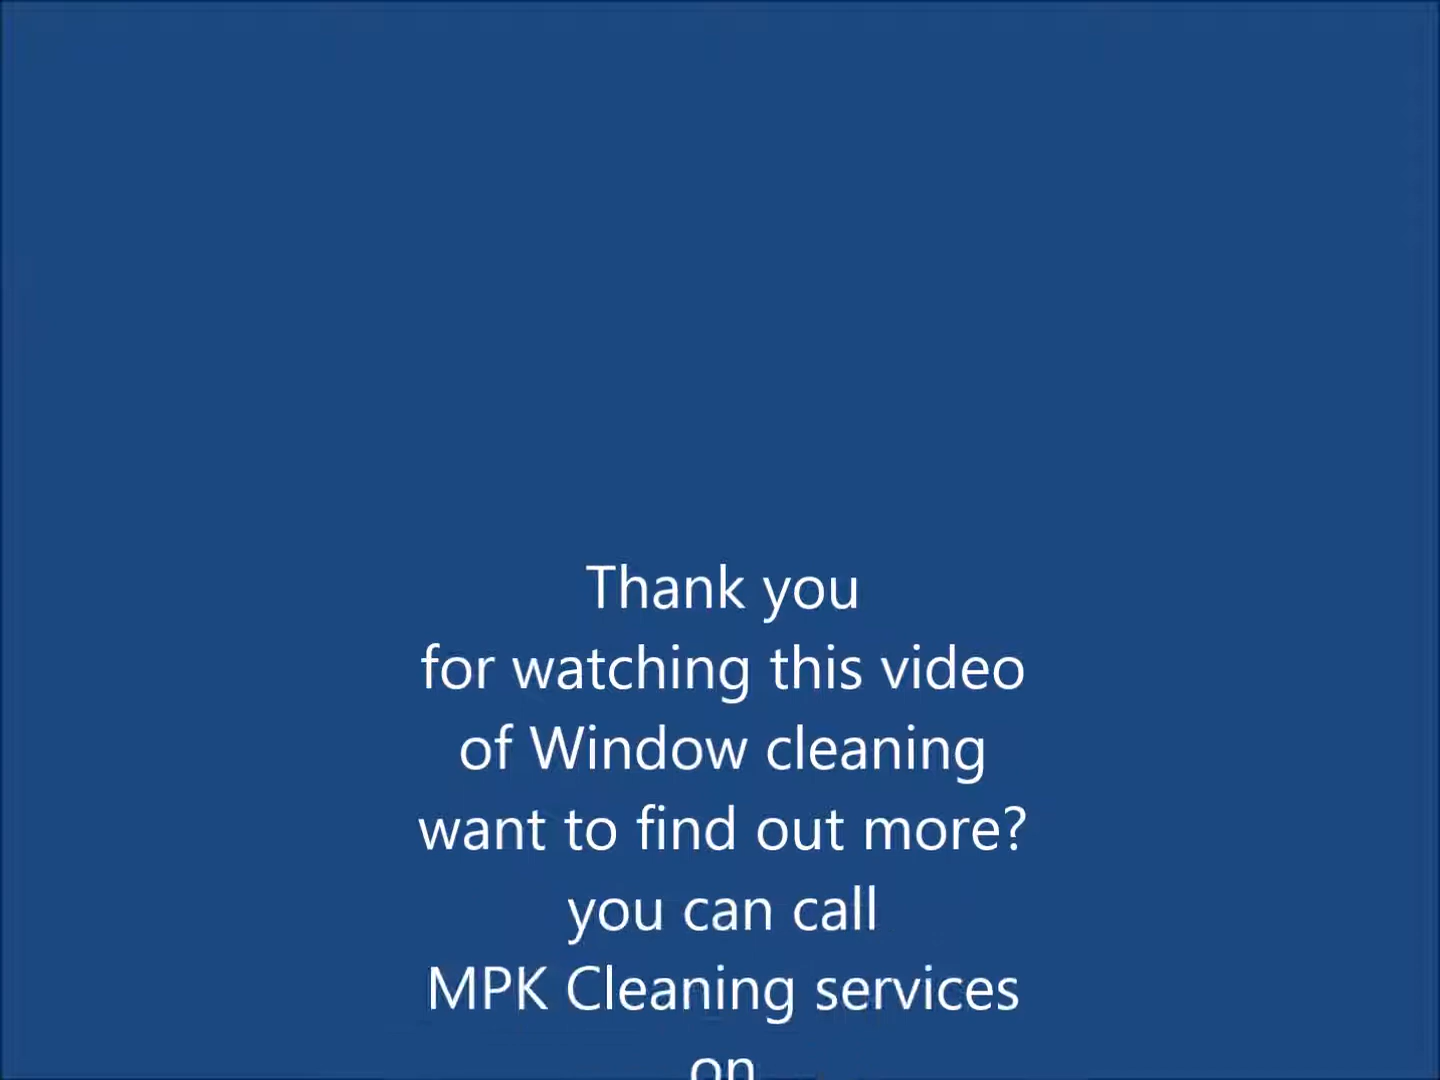 Thank you
for watching this video
of Window cleaning
want to find out more?
you can call
MPK Cleaning services
on